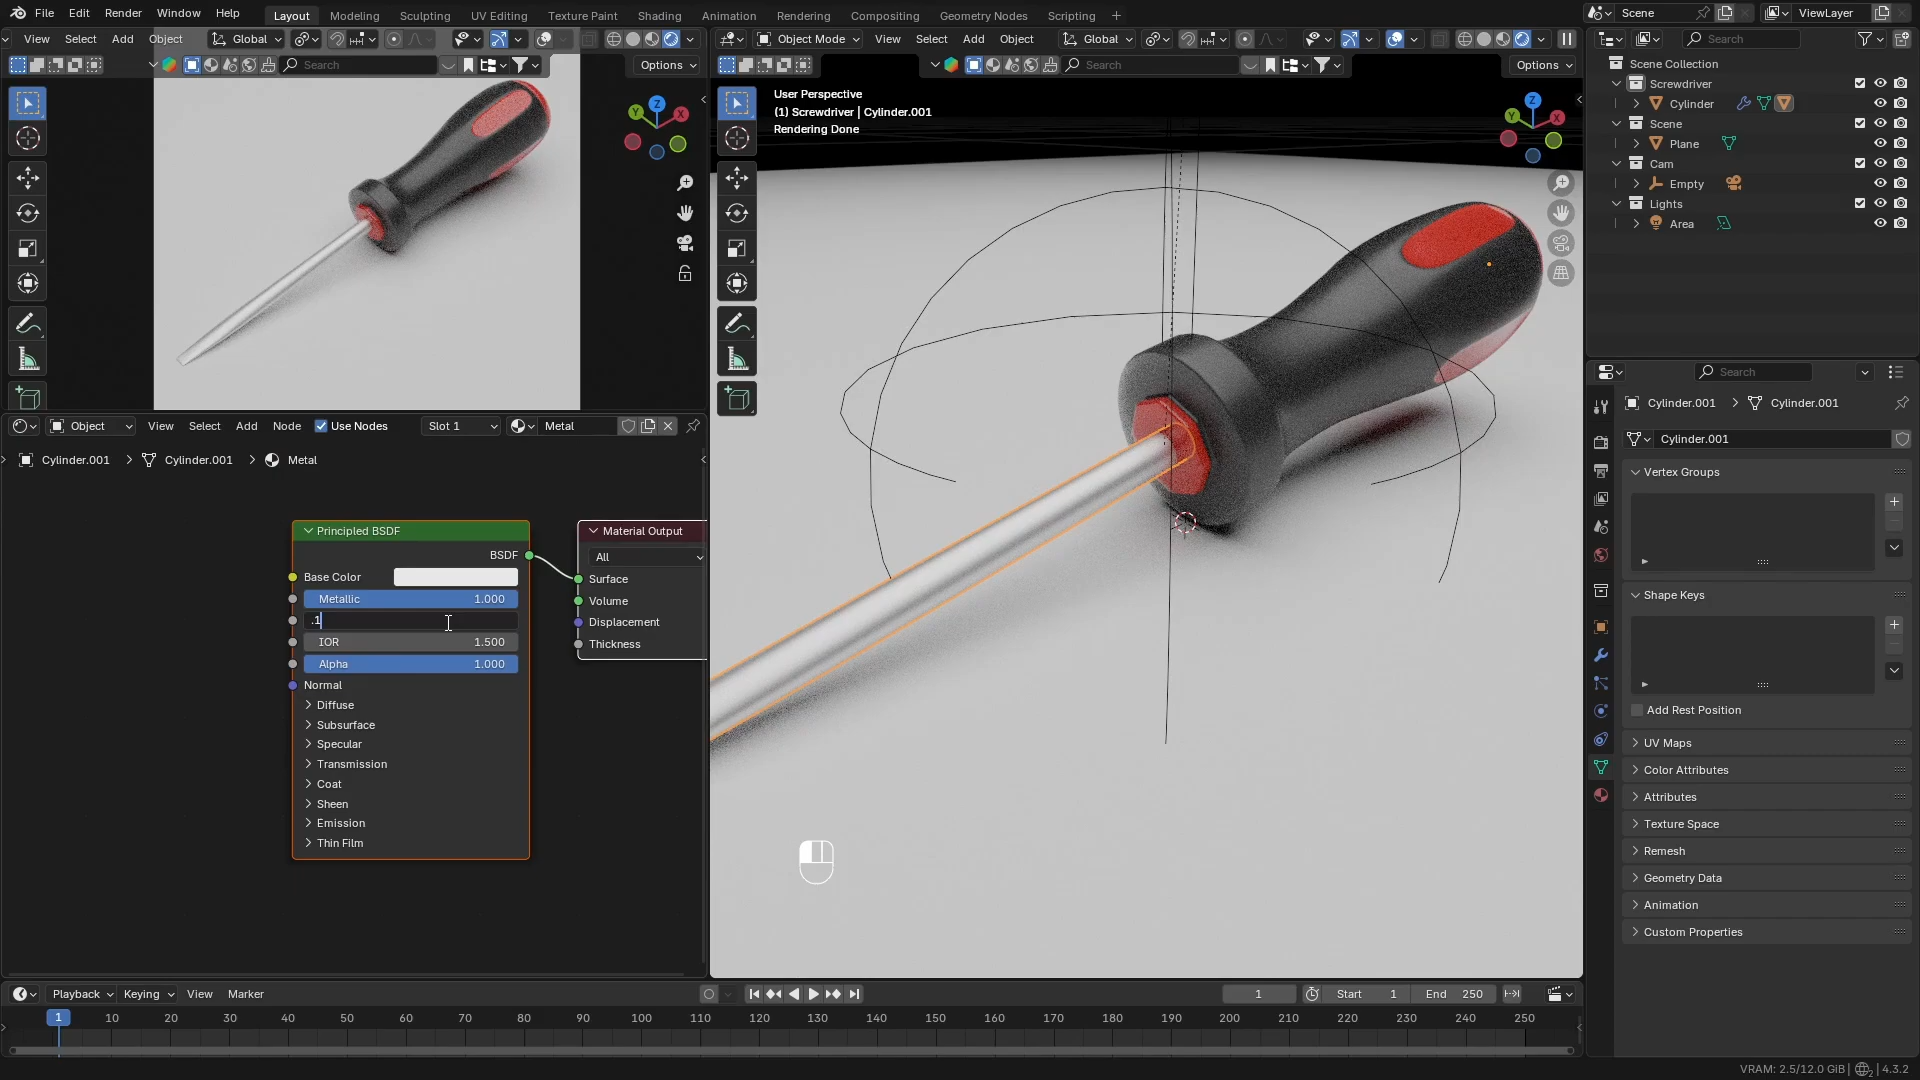 File Edit Render Window Help Layout Modeling Sculpting UV Editing Texture Paint Shading Animation Rendering Compositing Geometry Nodes Scripting + Scene ViewLayer
View Select Add Object Global
Search Options
Object Mode View Select Add Object Global
Search Options
User Perspective
(1) Screwdriver | Cylinder.001
Rendering Done
Z
Y
X
Z
Y
X
Search
Scene Collection
Screwdriver
Cylinder
Scene
Plane
Cam
Empty
Lights
Area
Object View Select Add Node Use Nodes Slot 1 Metal
Cylinder.001 > Cylinder.001 > Metal
Principled BSDF
BSDF
Base Color
Metallic 1.000
.1
IOR 1.500
Alpha 1.000
Normal
Diffuse
Subsurface
Specular
Transmission
Coat
Sheen
Emission
Thin Film
Material Output
All
Surface
Volume
Displacement
Thickness
Search
Cylinder.001 > Cylinder.001
Cylinder.001
Vertex Groups
Shape Keys
Add Rest Position
UV Maps
Color Attributes
Attributes
Texture Space
Remesh
Geometry Data
Animation
Custom Properties
Playback Keying View Marker 1 Start 1 End 250
1 10 20 30 40 50 60 70 80 90 100 110 120 130 140 150 160 170 180 190 200 210 220 230 240 250
VRAM: 2.5/12.0 GiB 2 4.3.2